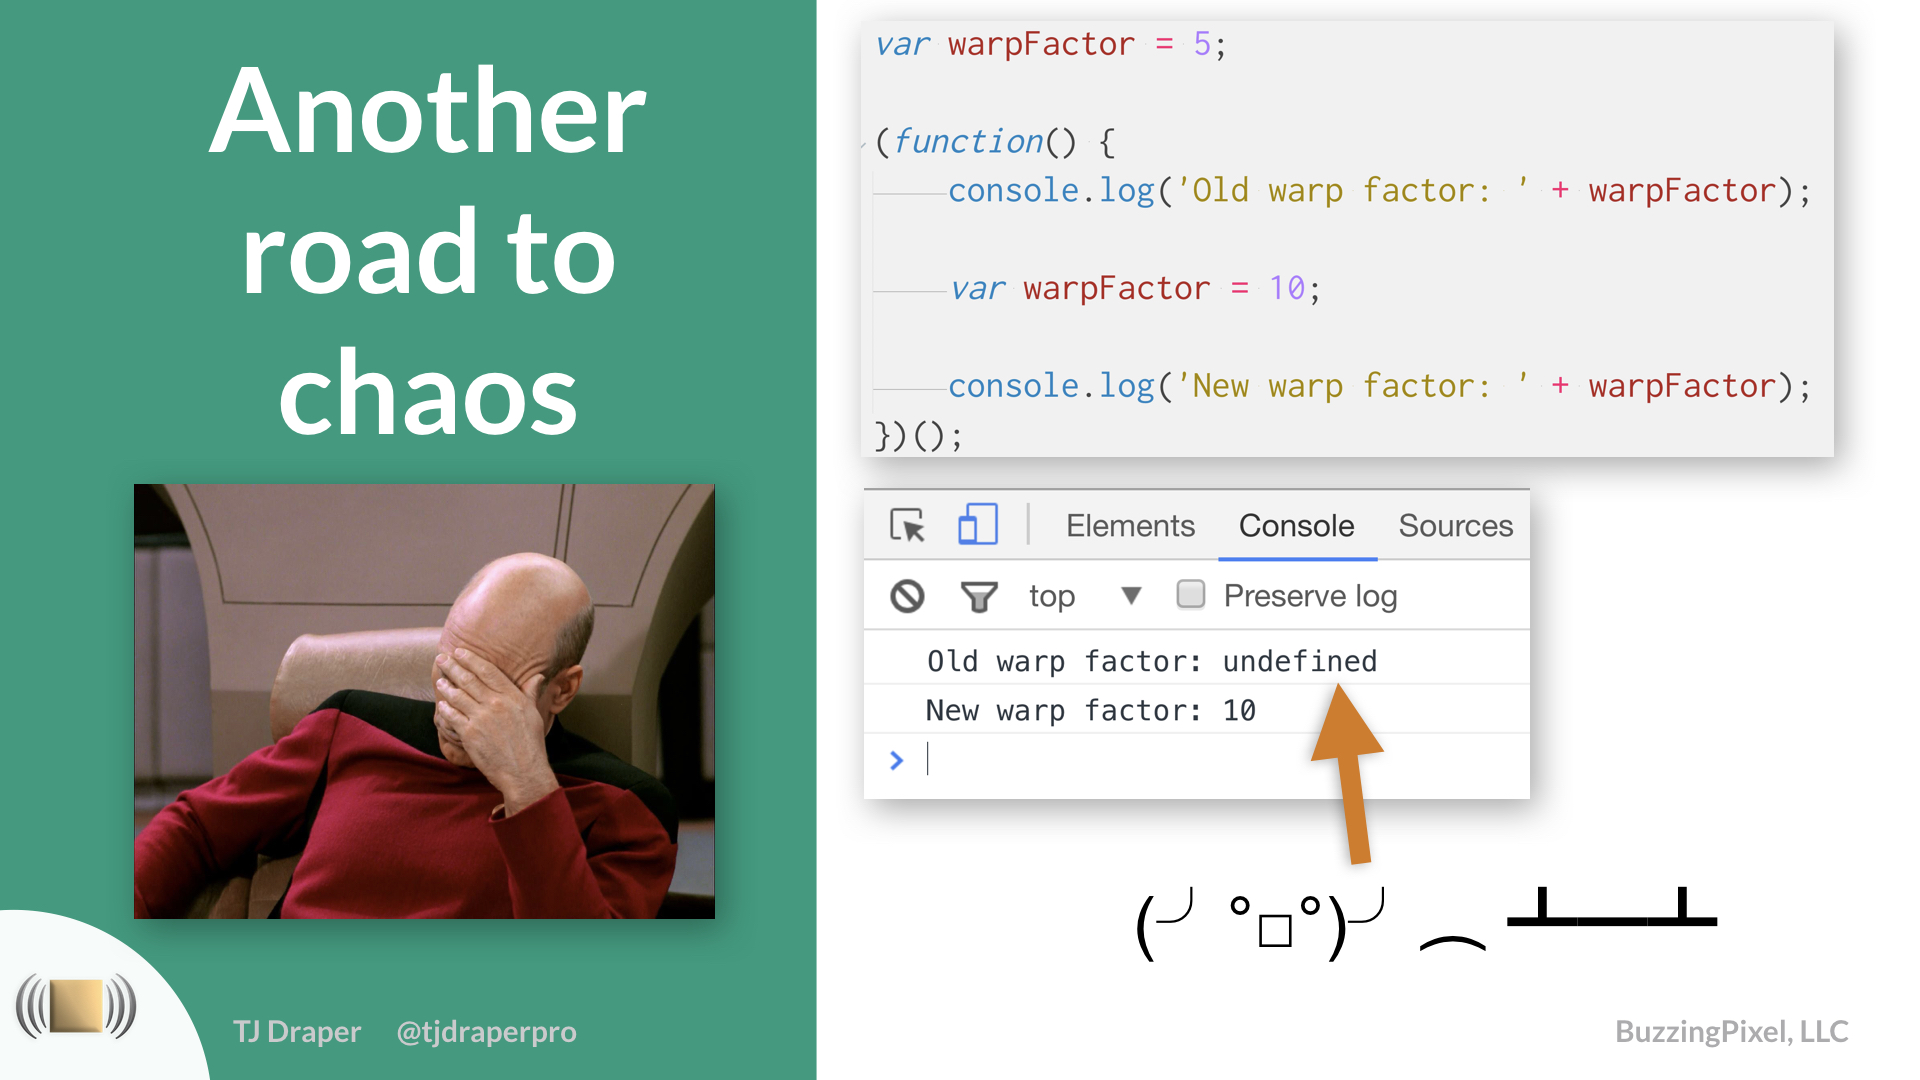 Another
road to
chaos
TJ Draper @tjdraperpro
var warpFactor = 5;
(function() {
console.log('Old warp factor: ' + warpFactor);
var warpFactor = 10;
console.log('New warp factor: ' + warpFactor);
})();
Elements Console Sources
top ▼ Preserve log
Old warp factor: undefined
New warp factor: 10
>
(╯°□°)╯︵ ┻━┻
BuzzingPixel, LLC